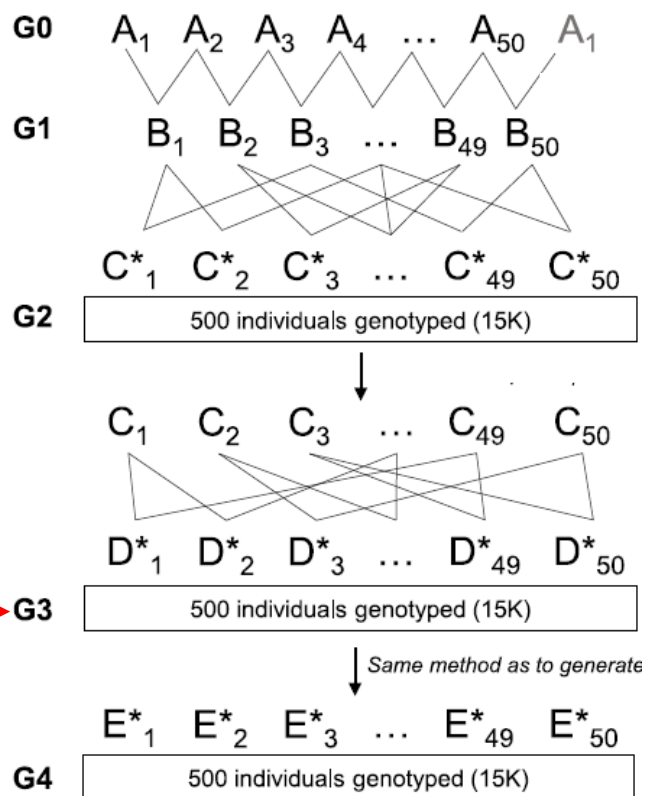 G0 A1 A2 A3 A4 ... A50 A1
G1 B1 B2 B3 ... B49 B50
C*1 C*2 C*3 ... C*49 C*50
G2 500 individuals genotyped (15K)
C1 C2 C3 ... C49 C50
D*1 D*2 D*3 ... D*49 D*50
G3 500 individuals genotyped (15K)
Same method as to generate
E*1 E*2 E*3 ... E*49 E*50
G4 500 individuals genotyped (15K)